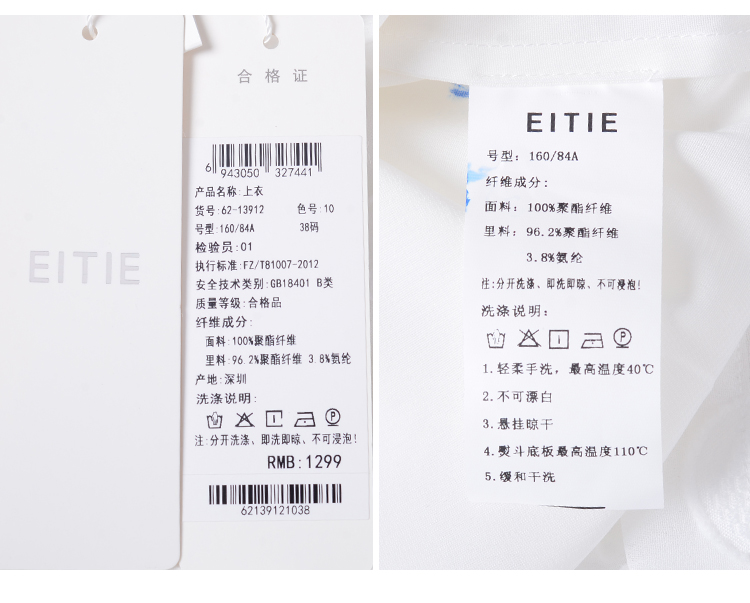 EITIE
合格证
6 943050 327441
产品名称:上衣
货号:62-13912 色号:10
号型:160/84A 38码
检验员:01
执行标准:FZ/T81007-2012
安全技术类别:GB18401 B类
质量等级:合格品
纤维成分:
面料:100%聚酯纤维
里料:96.2%聚酯纤维 3.8%氨纶
产地:深圳
洗涤说明:
P
注:分开洗涤、即洗即晾、不可浸泡!
RMB:1299
62139121038
EITIE
号型: 160/84A
纤维成分:
面料: 100%聚酯纤维
里料: 96.2%聚酯纤维
3.8%氨纶
注:分开洗涤、即洗即晾、不可浸泡!
洗涤说明:
P
1.轻柔手洗，最高温度40℃
2.不可漂白
3.悬挂晾干
4.熨斗底板最高温度110℃
5.缓和干洗